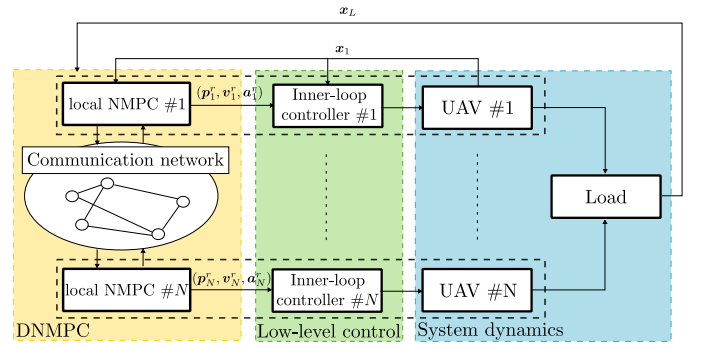 x_L
x_1
local NMPC #1
(p_1^r, v_1^r, a_1^r)
Inner-loop
controller #1
UAV #1
Communication network
Load
local NMPC #N
(p_N^r, v_N^r, a_N^r)
Inner-loop
controller #N
UAV #N
DNMPC
Low-level control
System dynamics